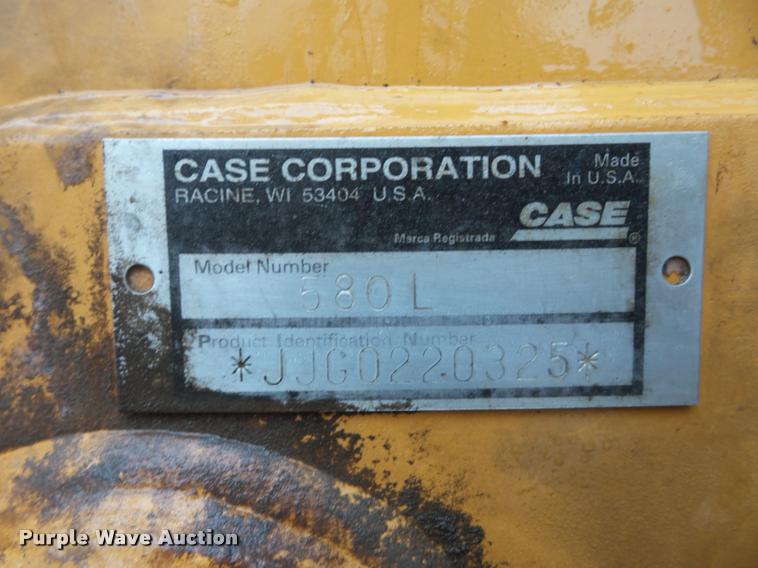 CASE CORPORATION
RACINE, WI 53404 U.S.A.
Made
In U.S.A.
CASE
Marca Registrada ®
Model Number
580L
Product Identification Number
*JJG0220325*
Purple Wave Auction®